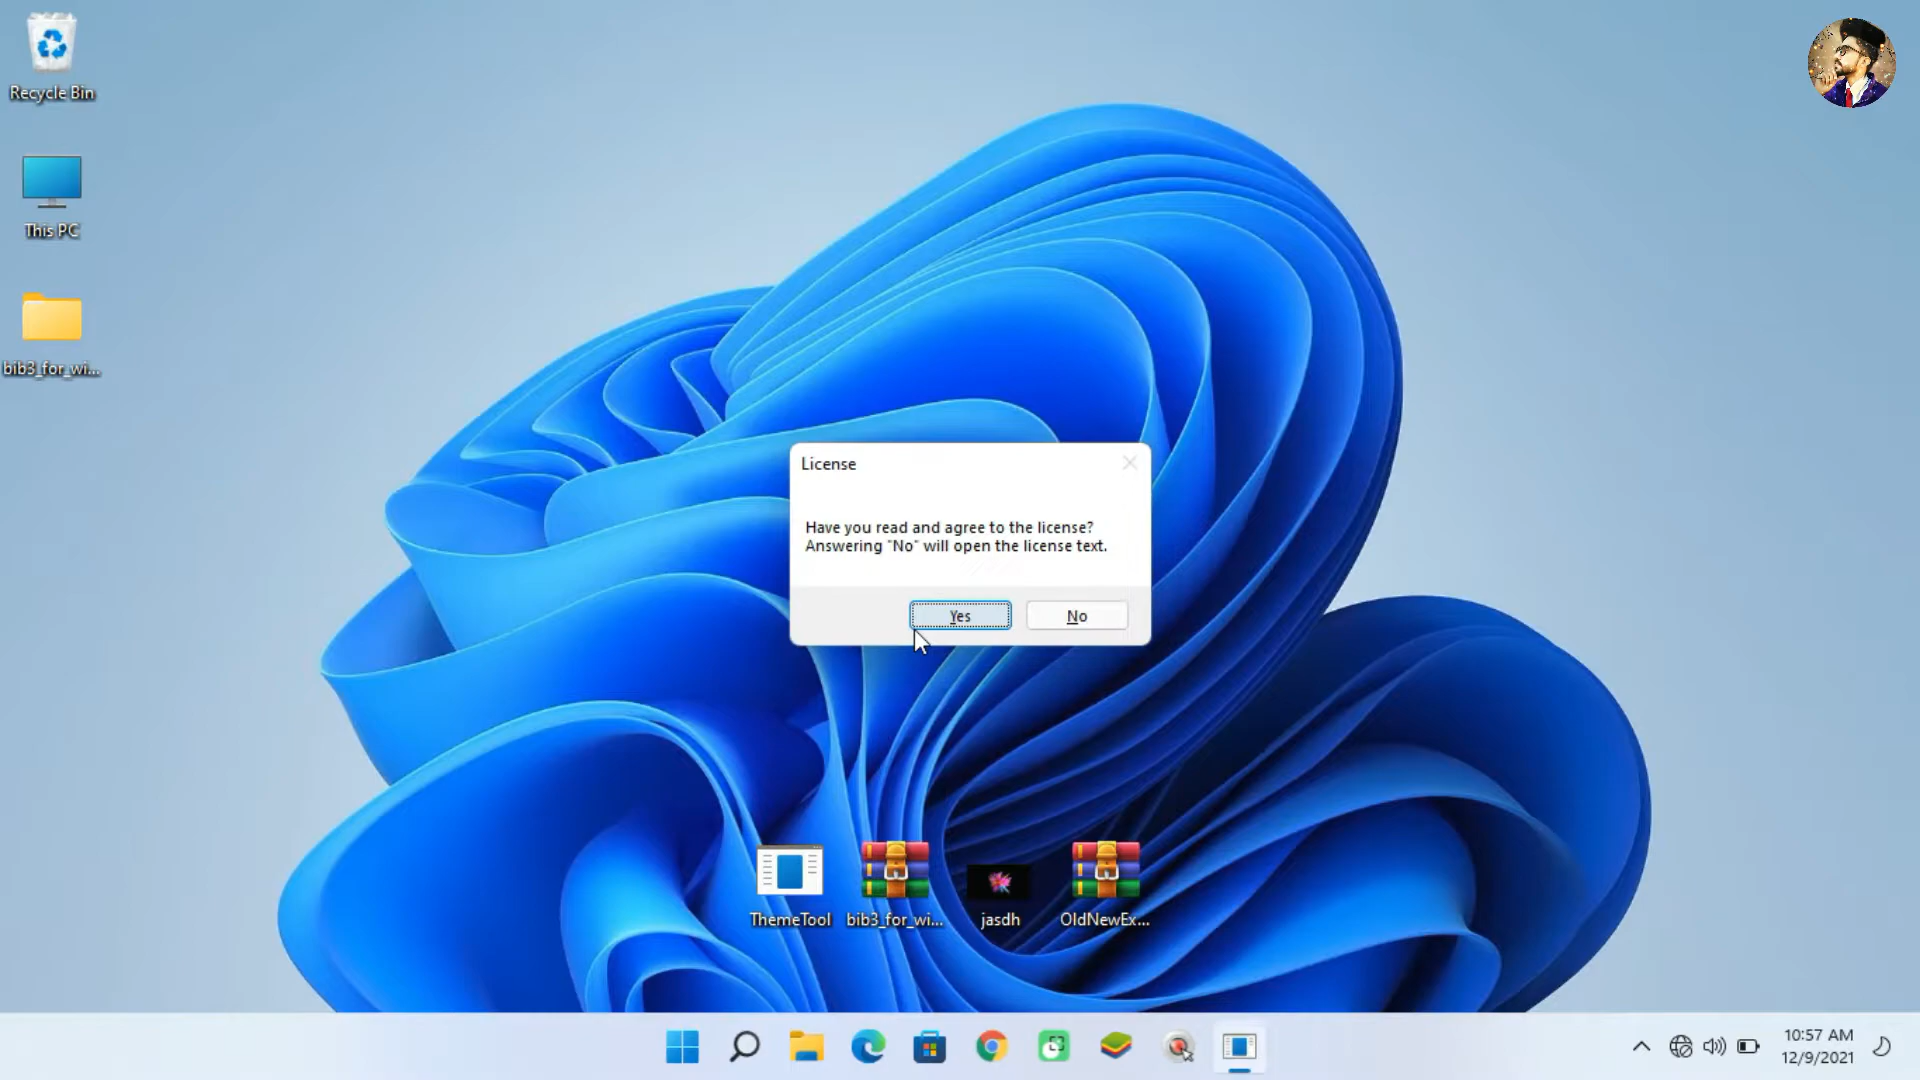 Recycle Bin
This PC
bib3_for_wi...
License
Have you read and agree to the license?
Answering "No" will open the license text.
Yes
No
ThemeTool
bib3_for_wi...
jasdh
OldNewEx...
10:57 AM
12/9/2021